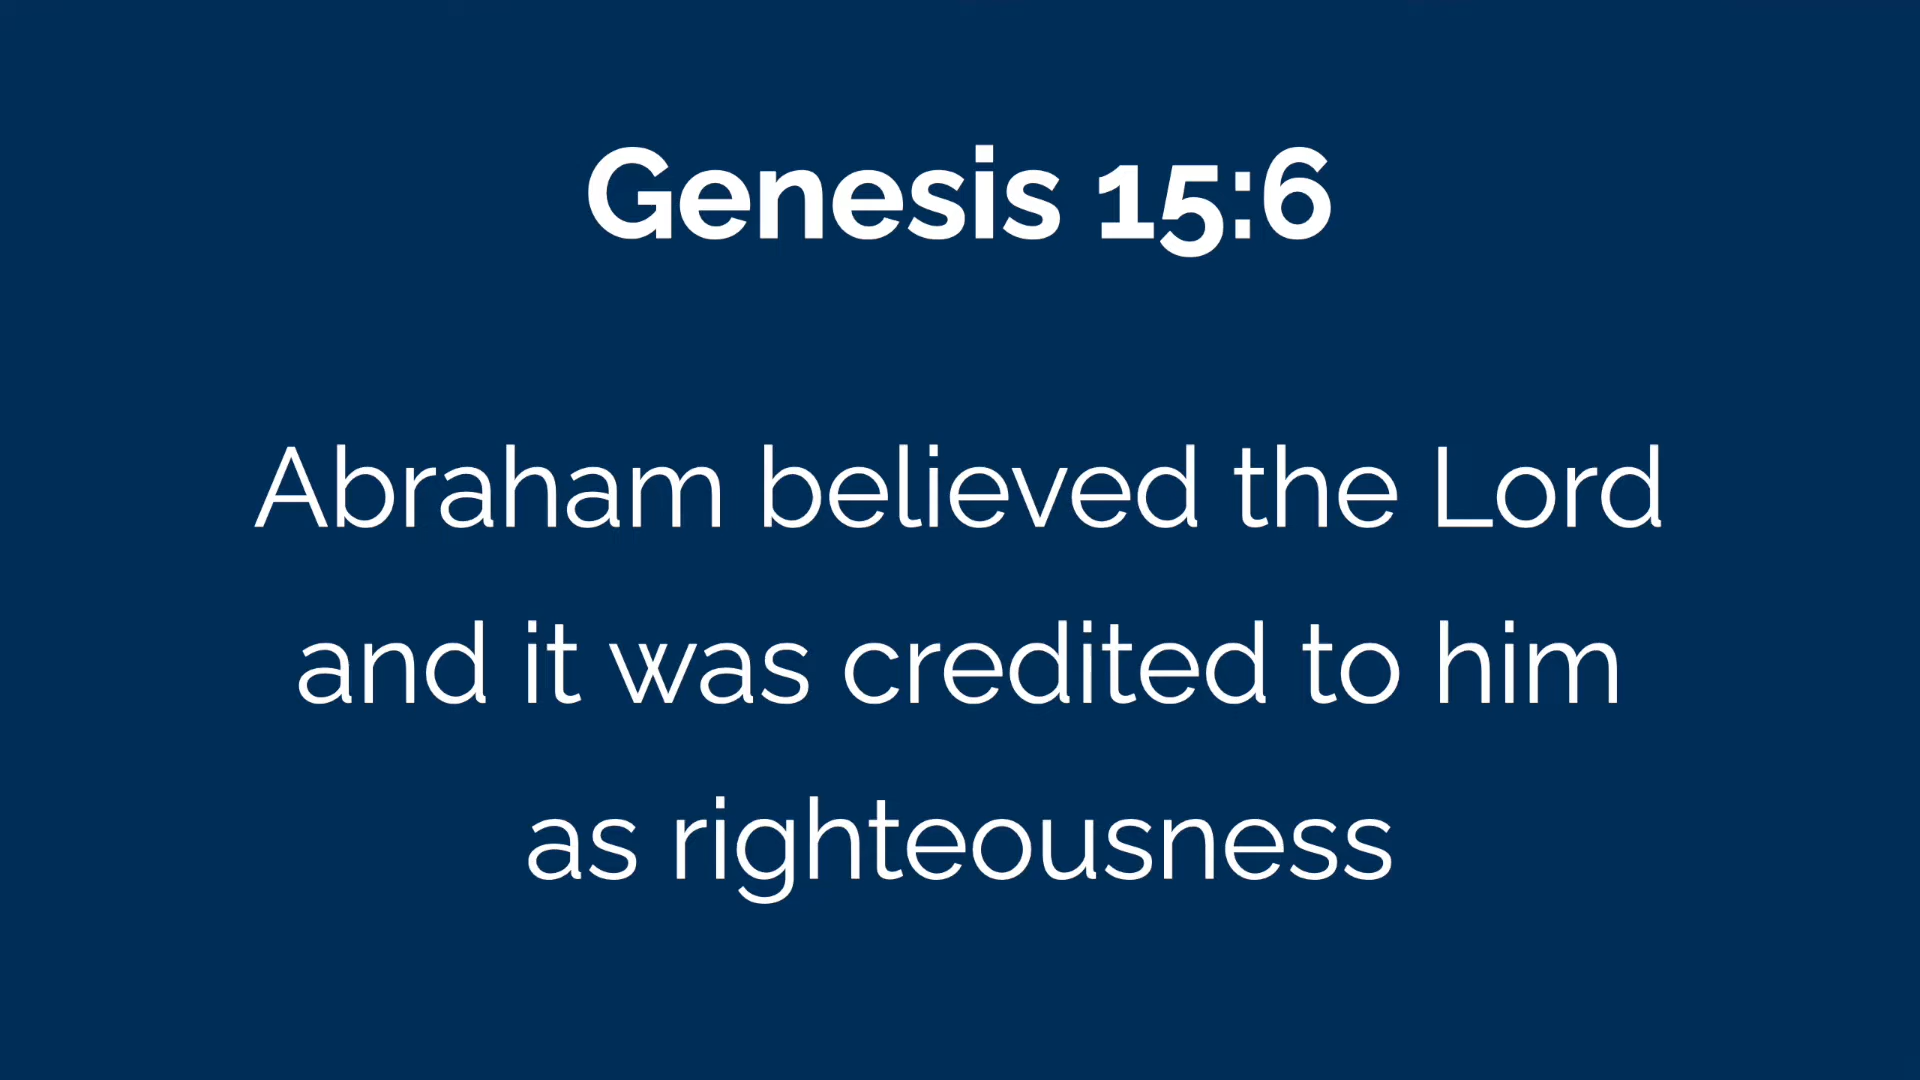 Genesis 15:6
Abraham believed the Lord
and it was credited to him
as righteousness